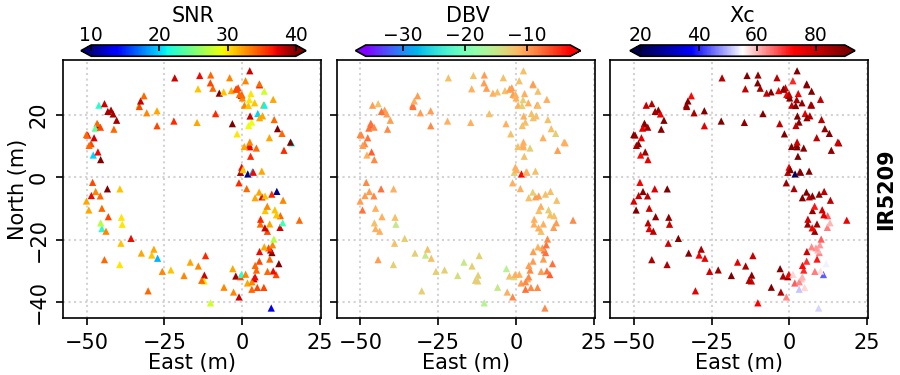 SNR DBV Xc
10 20 30 40 −30 −20 −10 20 40 60 80
North (m)
20
0
−20
−40
−50 −25 0 25 −50 −25 0 25 −50 −25 0 25
East (m) East (m) East (m)
IR5209